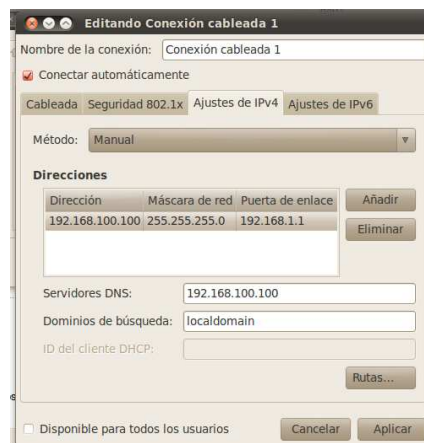 Editando Conexión cableada 1
Nombre de la conexión: Conexión cableada 1
Conectar automáticamente
Cableada Seguridad 802.1x Ajustes de IPv4 Ajustes de IPv6
Método: Manual
Direcciones
Dirección Máscara de red Puerta de enlace Añadir
192.168.100.100 255.255.255.0 192.168.1.1
Eliminar
Servidores DNS: 192.168.100.100
Dominios de búsqueda: localdomain
ID del cliente DHCP:
Rutas...
Disponible para todos los usuarios Cancelar Aplicar